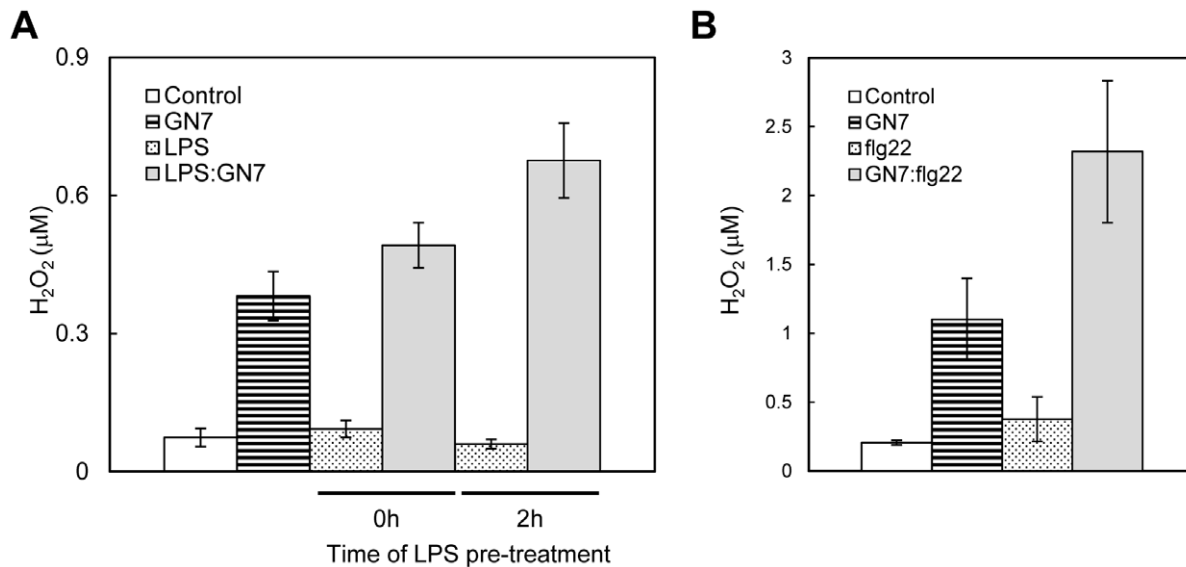 A
0.9
0.6
0.3
0
H₂O₂ (μM)
Control
GN7
LPS
LPS:GN7
0h
2h
Time of LPS pre-treatment
B
3
2.5
2
1.5
1
0.5
0
H₂O₂ (μM)
Control
GN7
flg22
GN7:flg22